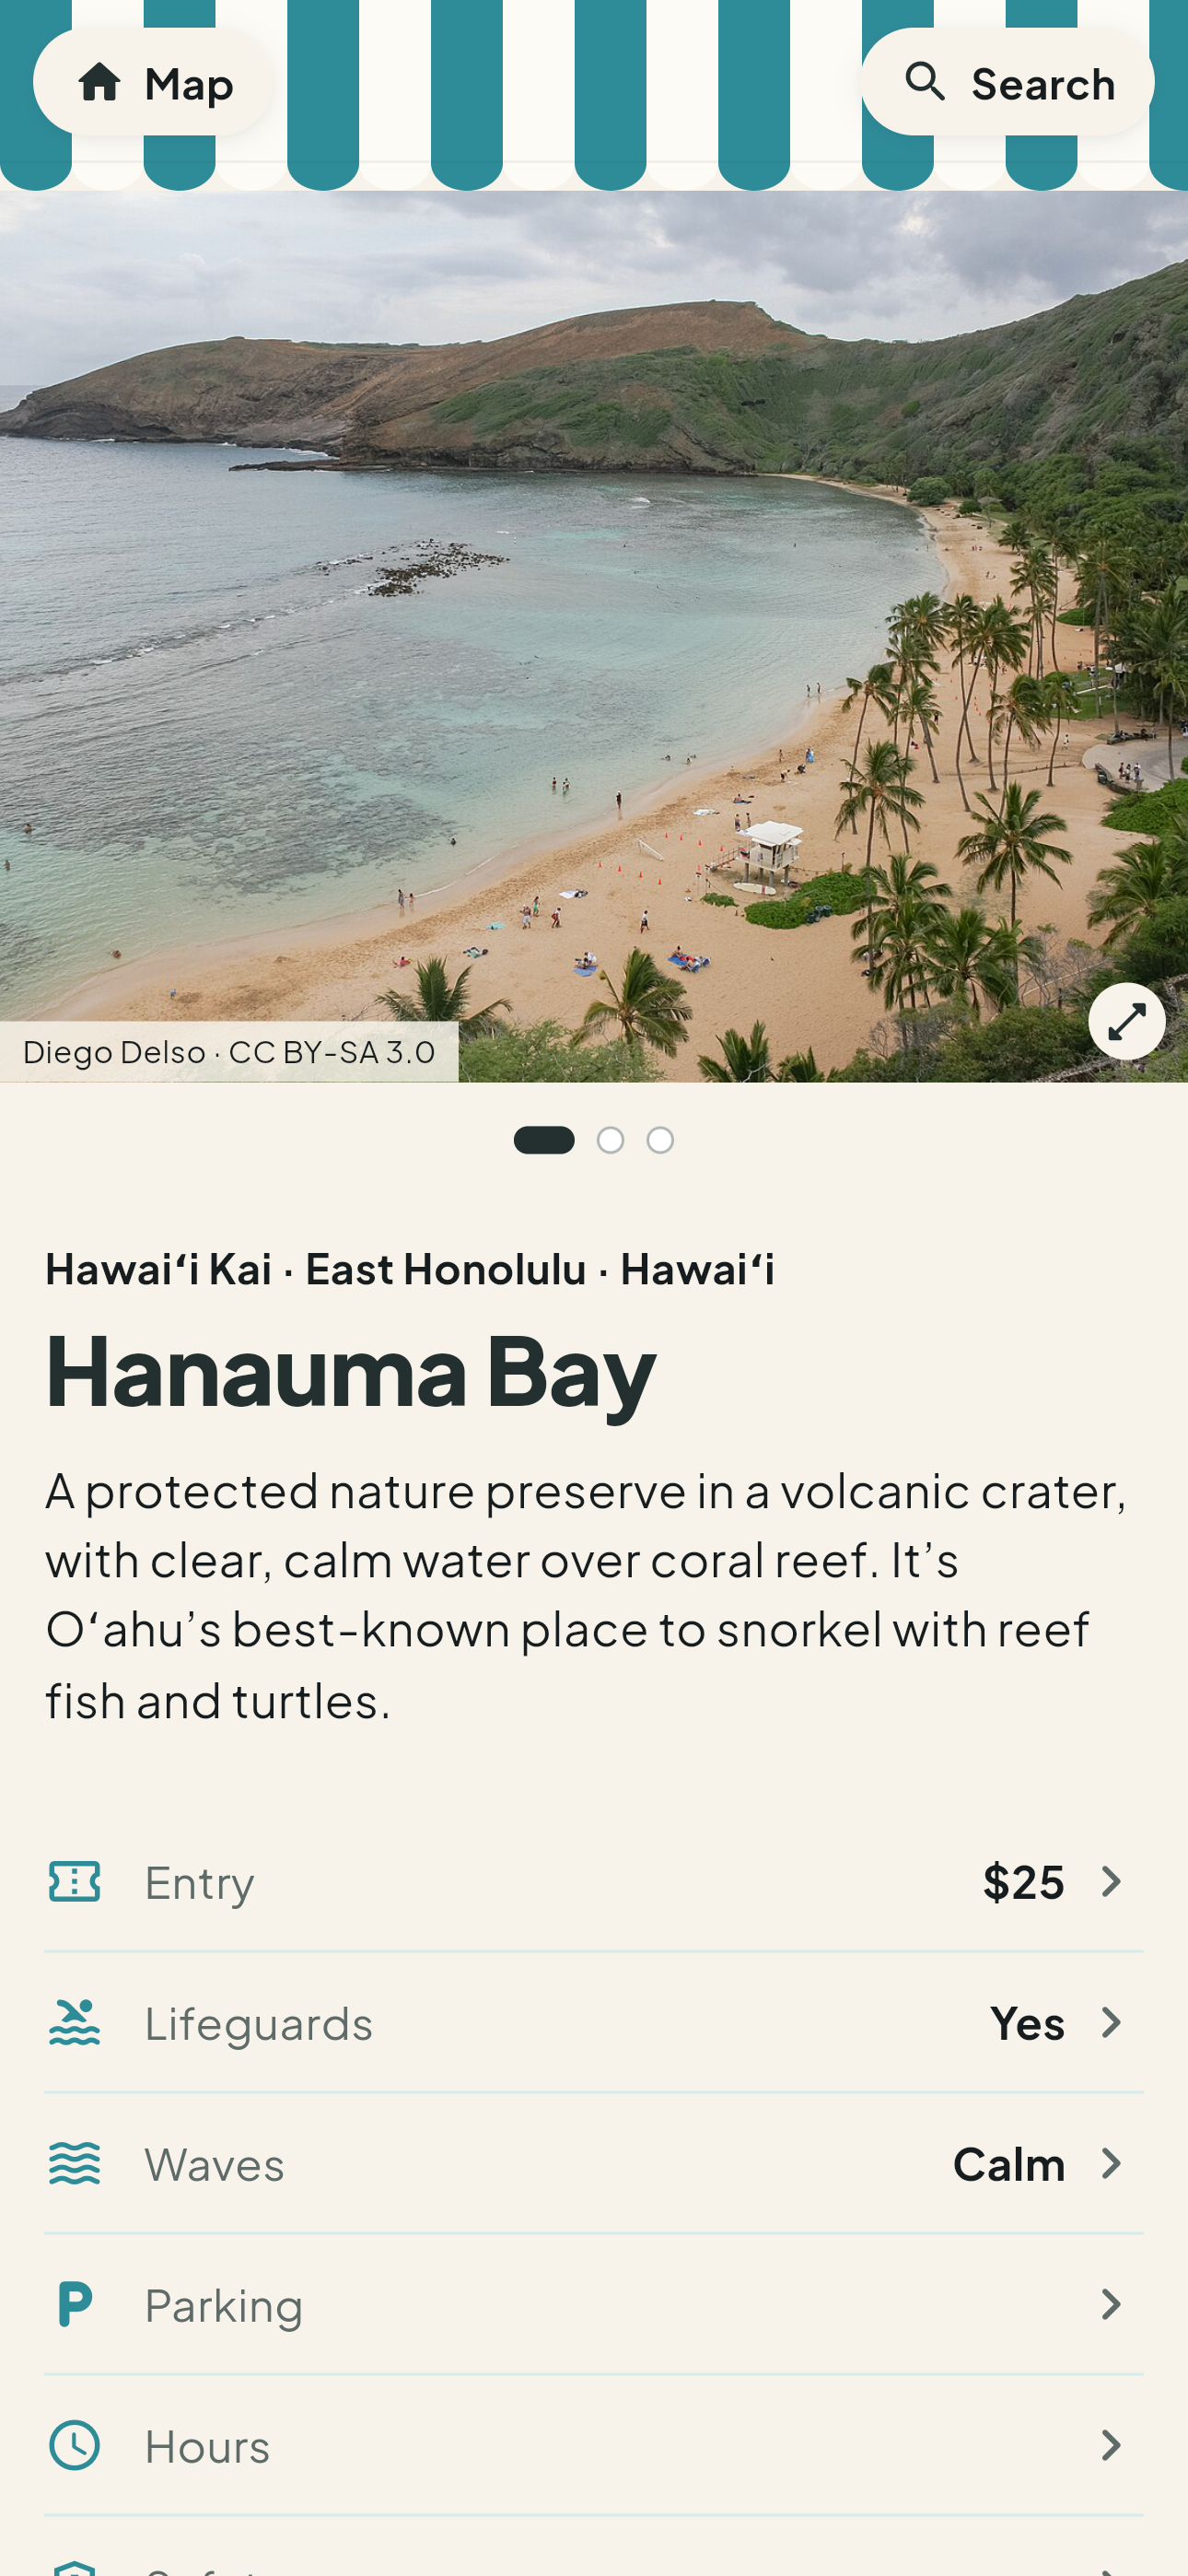 Map
Search
Diego Delso · CC BY-SA 3.0
Hawaiʻi Kai · East Honolulu · Hawaiʻi
Hanauma Bay
A protected nature preserve in a volcanic crater,
with clear, calm water over coral reef. It’s
Oʻahu’s best-known place to snorkel with reef
fish and turtles.
Entry $25
Lifeguards Yes
Waves Calm
P Parking
Hours